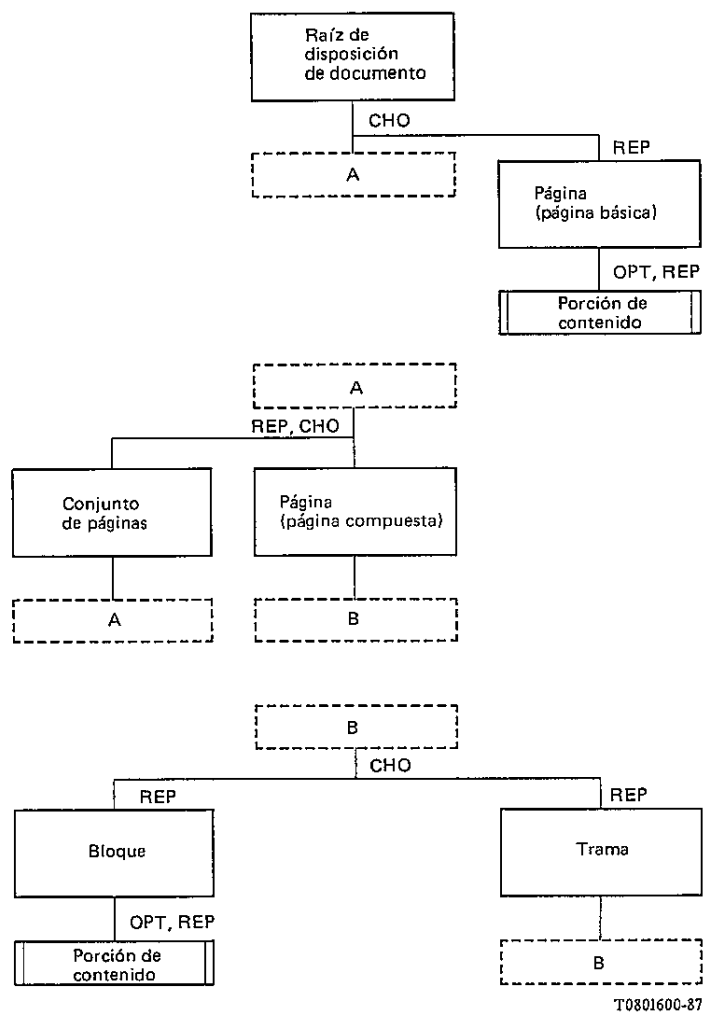 Raíz de
disposición
de documento
CHO
A
REP
Página
(página básica)
OPT, REP
Porción de
contenido
A
REP, CHO
Conjunto
de páginas
Página
(página compuesta)
A
B
B
CHO
REP
REP
Bloque
Trama
OPT, REP
Porción de
contenido
B
T0801600-87